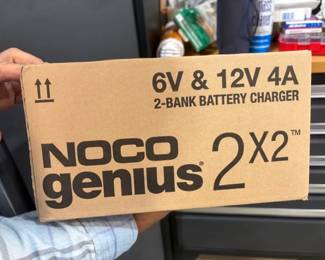 6V & 12V 4A
2-BANK BATTERY CHARGER
NOCO
genius® 2X2™